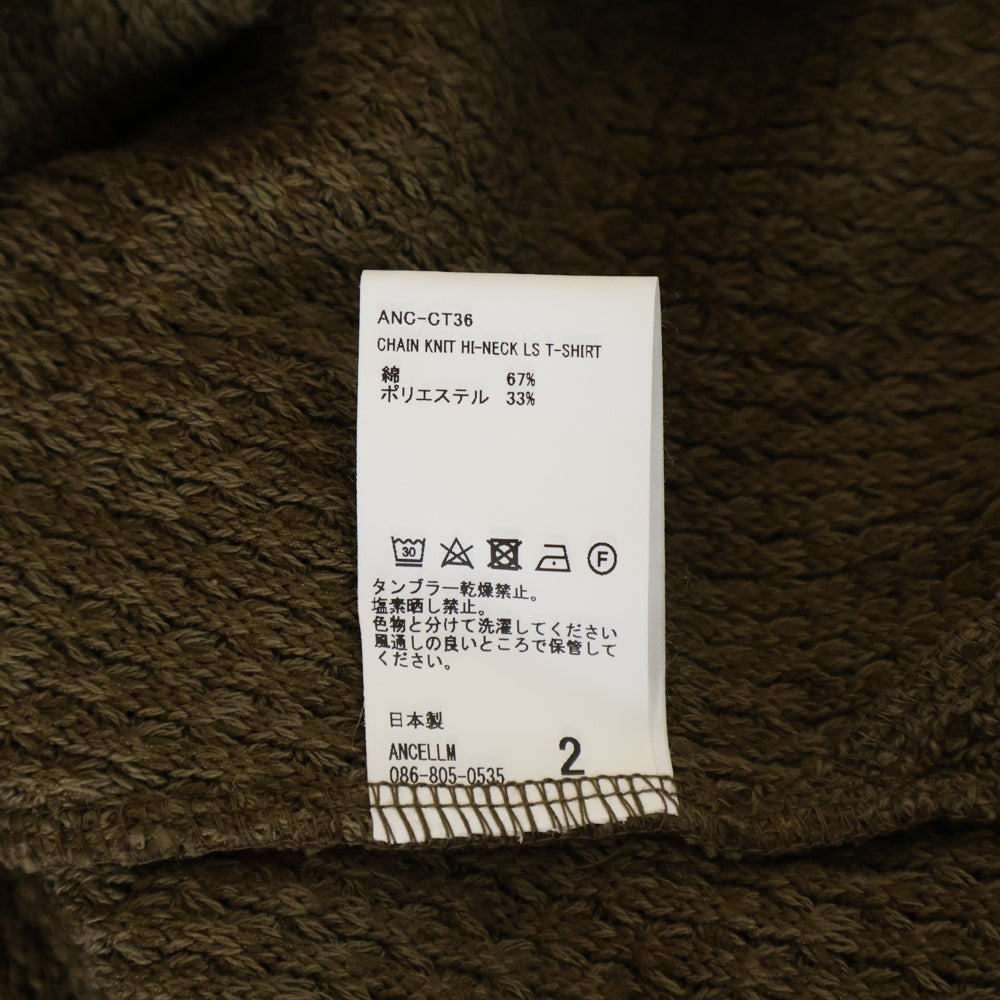 ANC-CT36
CHAIN KNIT HI-NECK LS T-SHIRT
綿 67%
ポリエステル 33%
30 F
タンブラー乾燥禁止。
塩素晒し禁止。
色物と分けて洗濯してください
風通しの良いところで保管して
ください。
日本製
ANCELLM 2
086-805-0535